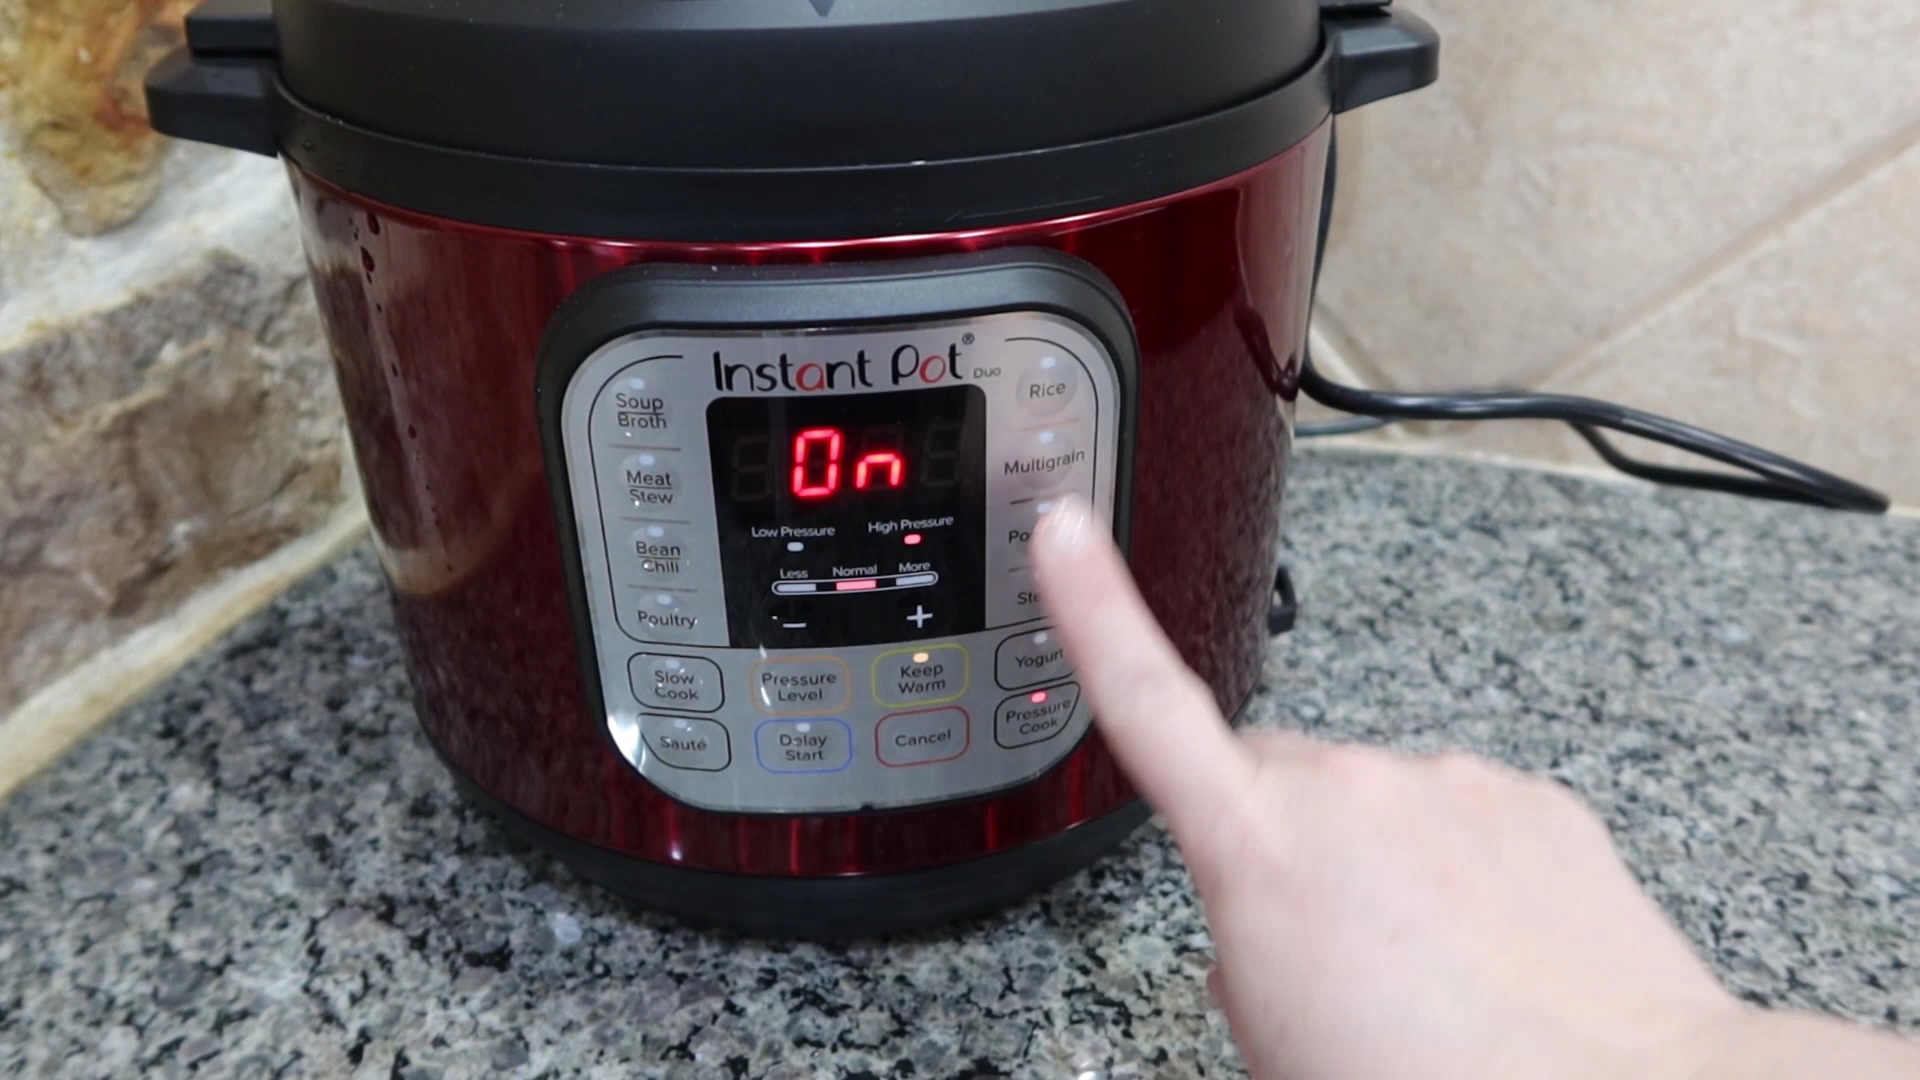 Instant Pot® Duo
Soup
Broth
Meat
Stew
Bean
Chili
Poultry
On
Low Pressure
High Pressure
Less
Normal
More
− +
Rice
Multigrain
Slow
Cook
Sauté
Pressure
Level
Delay
Start
Keep
Warm
Cancel
Yogurt
Pressure
Cook